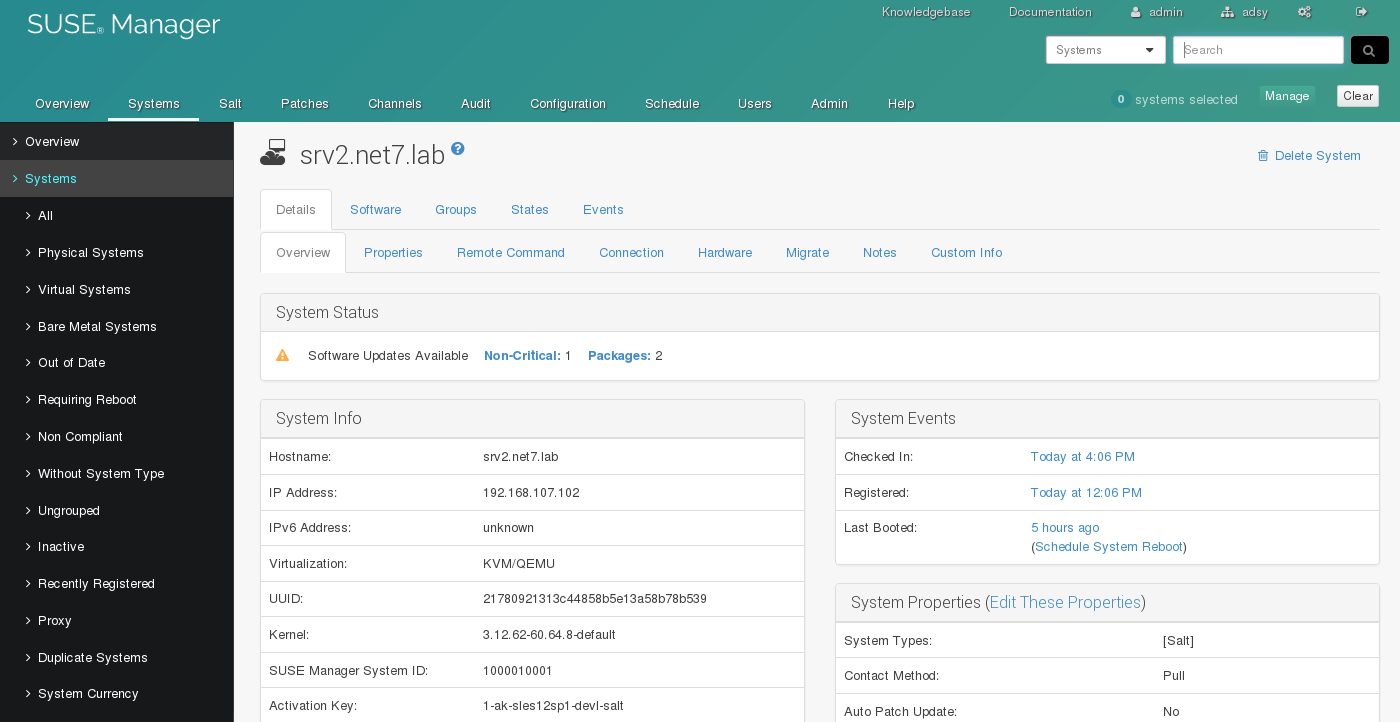 SUSE® Manager
Knowledgebase Documentation admin adsy
Systems Search
Overview Systems Salt Patches Channels Audit Configuration Schedule Users Admin Help
0 systems selected Manage Clear
Overview
Systems
All
Physical Systems
Virtual Systems
Bare Metal Systems
Out of Date
Requiring Reboot
Non Compliant
Without System Type
Ungrouped
Inactive
Recently Registered
Proxy
Duplicate Systems
System Currency
srv2.net7.lab ?
Delete System
Details Software Groups States Events
Overview Properties Remote Command Connection Hardware Migrate Notes Custom Info
System Status
Software Updates Available Non-Critical: 1 Packages: 2
System Info
Hostname: srv2.net7.lab
IP Address: 192.168.107.102
IPv6 Address: unknown
Virtualization: KVM/QEMU
UUID: 21780921313c44858b5e13a58b78b539
Kernel: 3.12.62-60.64.8-default
SUSE Manager System ID: 1000010001
Activation Key: 1-ak-sles12sp1-devl-salt
System Events
Checked In: Today at 4:06 PM
Registered: Today at 12:06 PM
Last Booted: 5 hours ago
(Schedule System Reboot)
System Properties (Edit These Properties)
System Types: [Salt]
Contact Method: Pull
Auto Patch Update: No